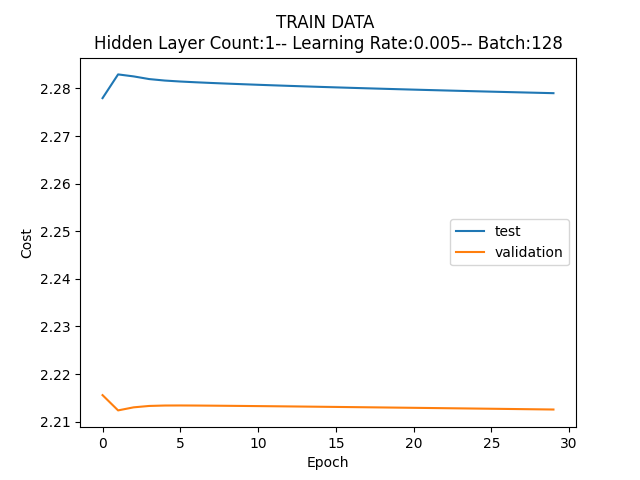 TRAIN DATA
Hidden Layer Count:1-- Learning Rate:0.005-- Batch:128
2.28
2.27
2.26
2.25
2.24
2.23
2.22
2.21
Cost
test
validation
0 5 10 15 20 25 30
Epoch